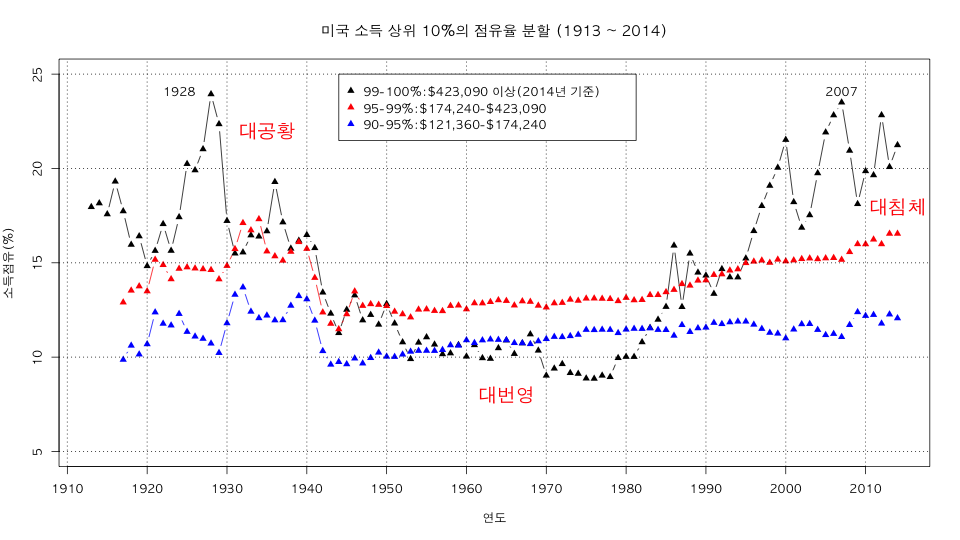 미국 소득 상위 10%의 점유율 분할 (1913 ~ 2014)
1928
2007
99-100%:$423,090 이상(2014년 기준)
95-99%:$174,240-$423,090
90-95%:$121,360-$174,240
대공황
대침체
대번영
소득점유(%)
25
20
15
10
5
1910 1920 1930 1940 1950 1960 1970 1980 1990 2000 2010
연도